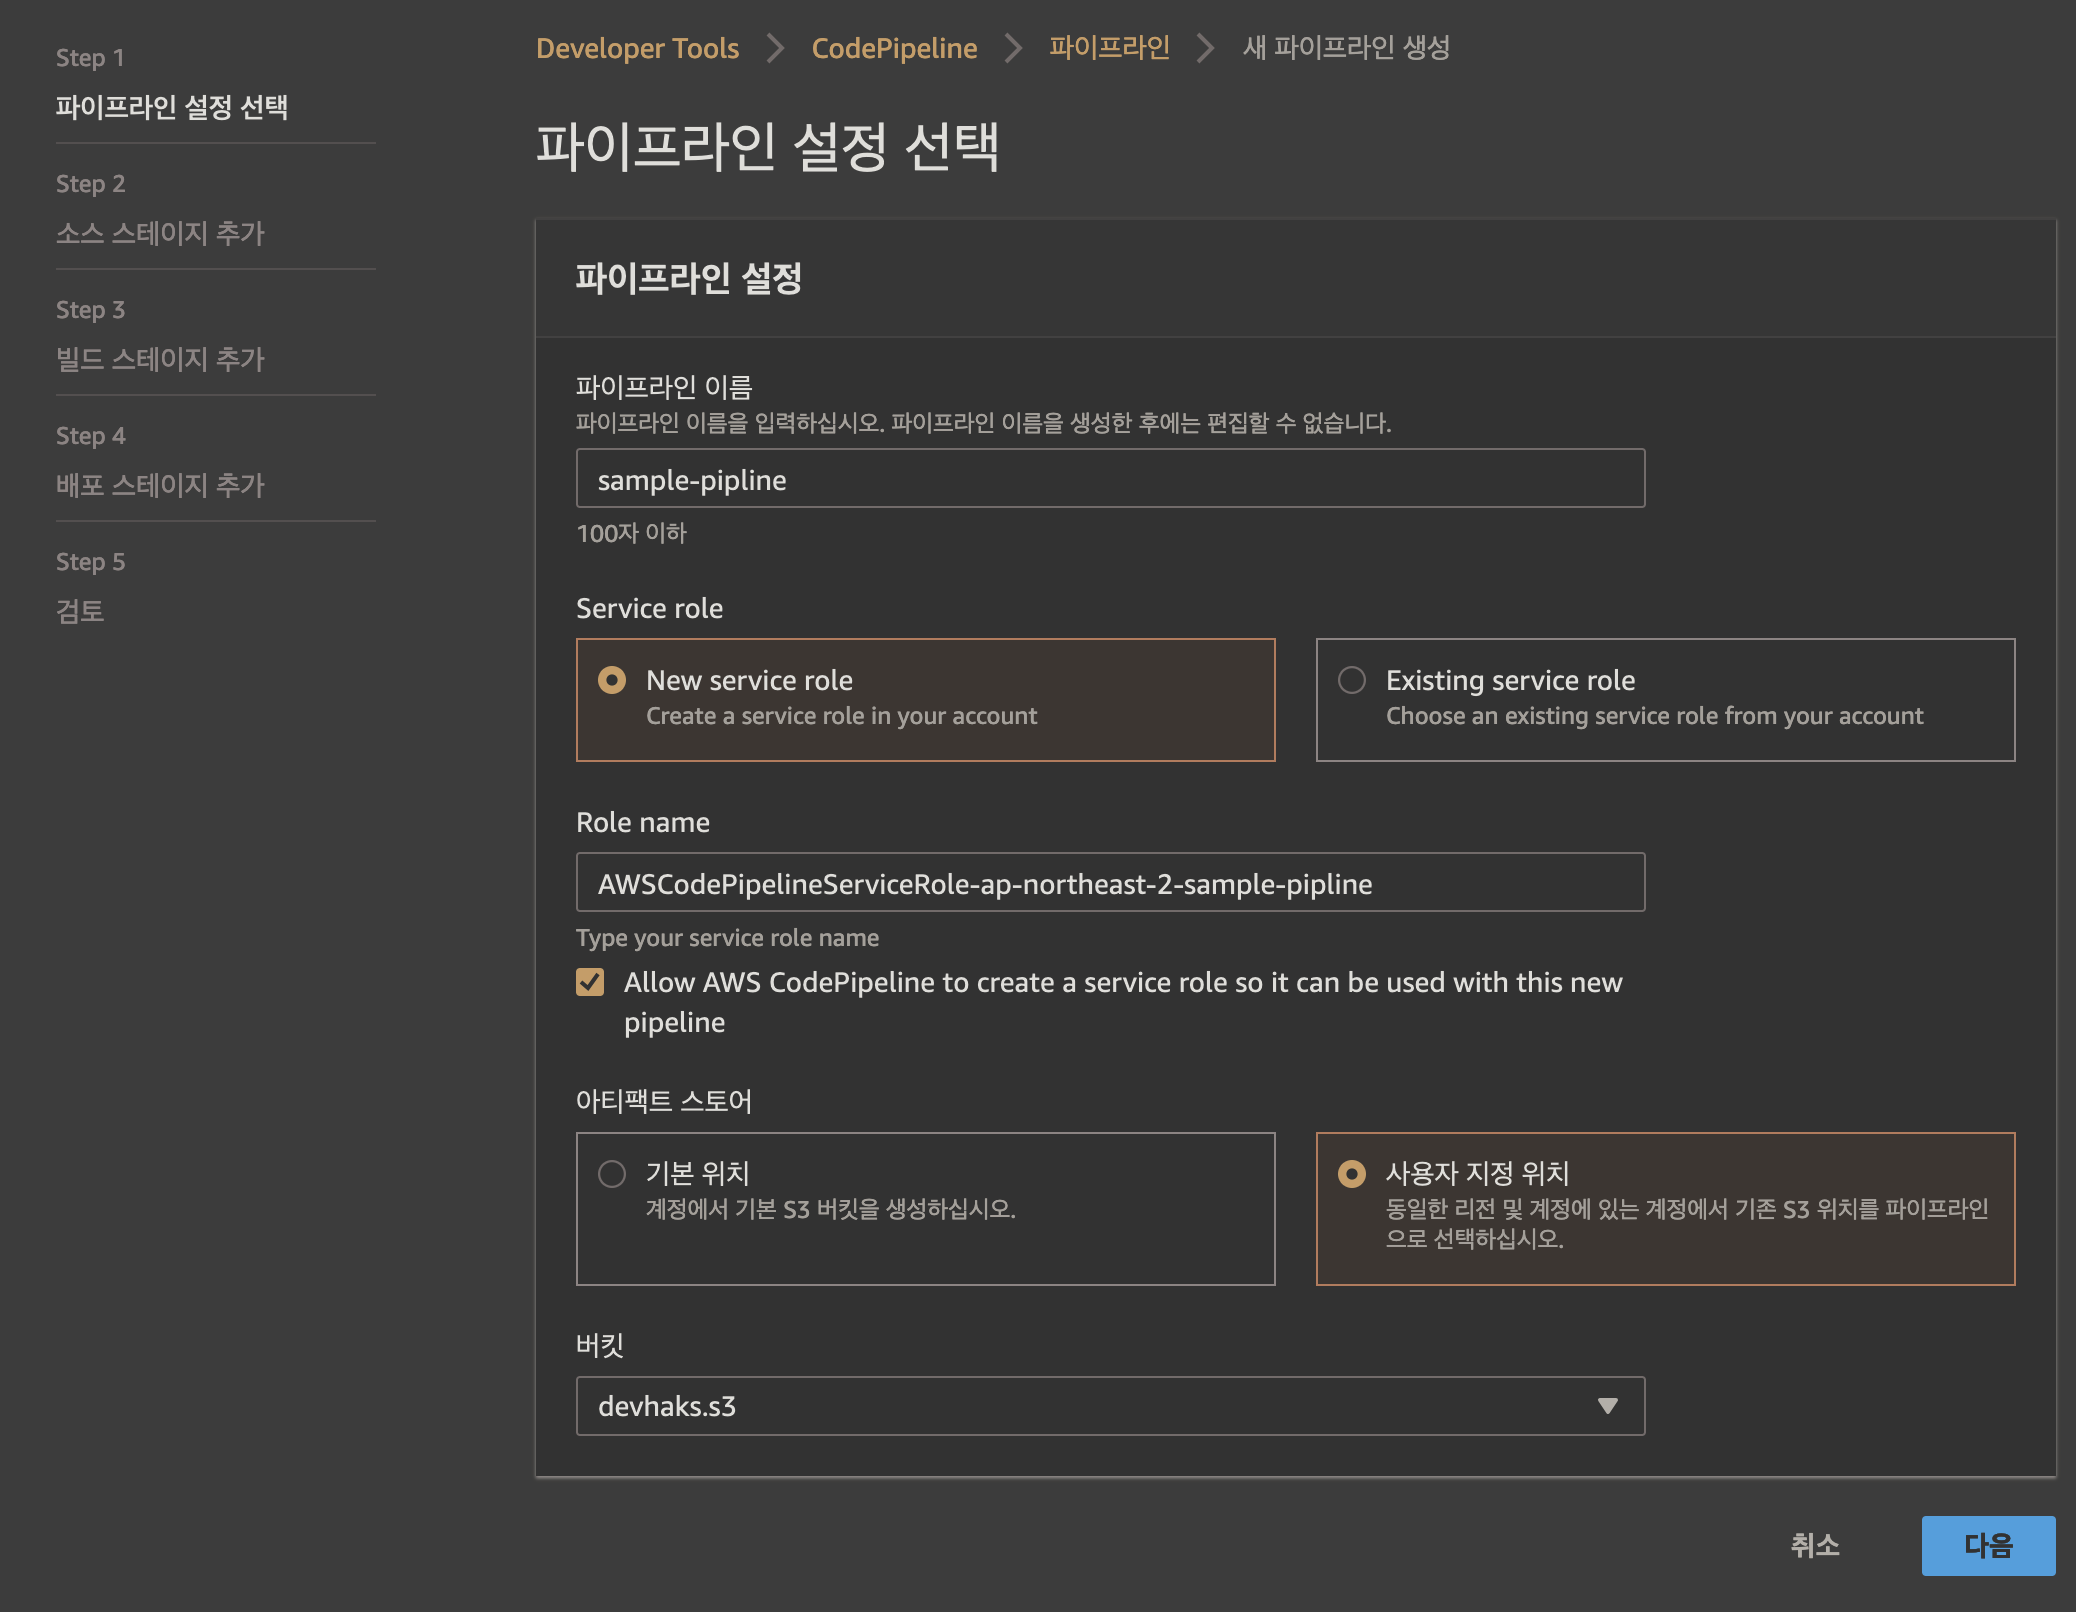 Step 1
파이프라인 설정 선택
Step 2
소스 스테이지 추가
Step 3
빌드 스테이지 추가
Step 4
배포 스테이지 추가
Step 5
검토
Developer Tools
CodePipeline
파이프라인
새 파이프라인 생성
파이프라인 설정 선택
파이프라인 설정
파이프라인 이름
파이프라인 이름을 입력하십시오. 파이프라인 이름을 생성한 후에는 편집할 수 없습니다.
sample-pipline
100자 이하
Service role
New service role
Create a service role in your account
Existing service role
Choose an existing service role from your account
Role name
AWSCodePipelineServiceRole-ap-northeast-2-sample-pipline
Type your service role name
Allow AWS CodePipeline to create a service role so it can be used with this new
pipeline
아티팩트 스토어
기본 위치
계정에서 기본 S3 버킷을 생성하십시오.
사용자 지정 위치
동일한 리전 및 계정에 있는 계정에서 기존 S3 위치를 파이프라인
으로 선택하십시오.
버킷
devhaks.s3
취소
다음